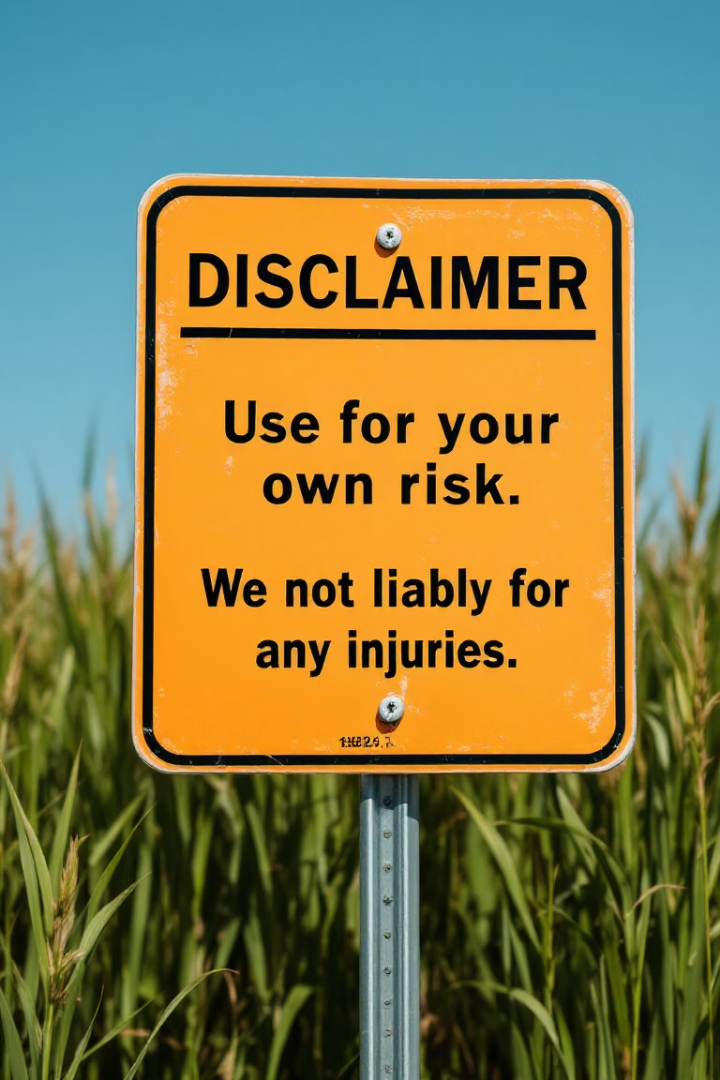 DISCLAIMER
Use for your
own risk.
We not liably for
any injuries.